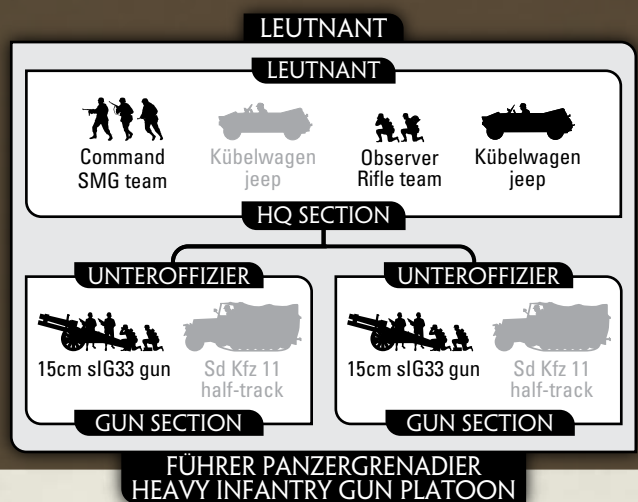 LEUTNANT
LEUTNANT
Command
SMG team
Kübelwagen
jeep
Observer
Rifle team
Kübelwagen
jeep
HQ SECTION
UNTEROFFIZIER
15cm sIG33 gun
Sd Kfz 11
half-track
GUN SECTION
UNTEROFFIZIER
15cm sIG33 gun
Sd Kfz 11
half-track
GUN SECTION
FÜHRER PANZERGRENADIER
HEAVY INFANTRY GUN PLATOON